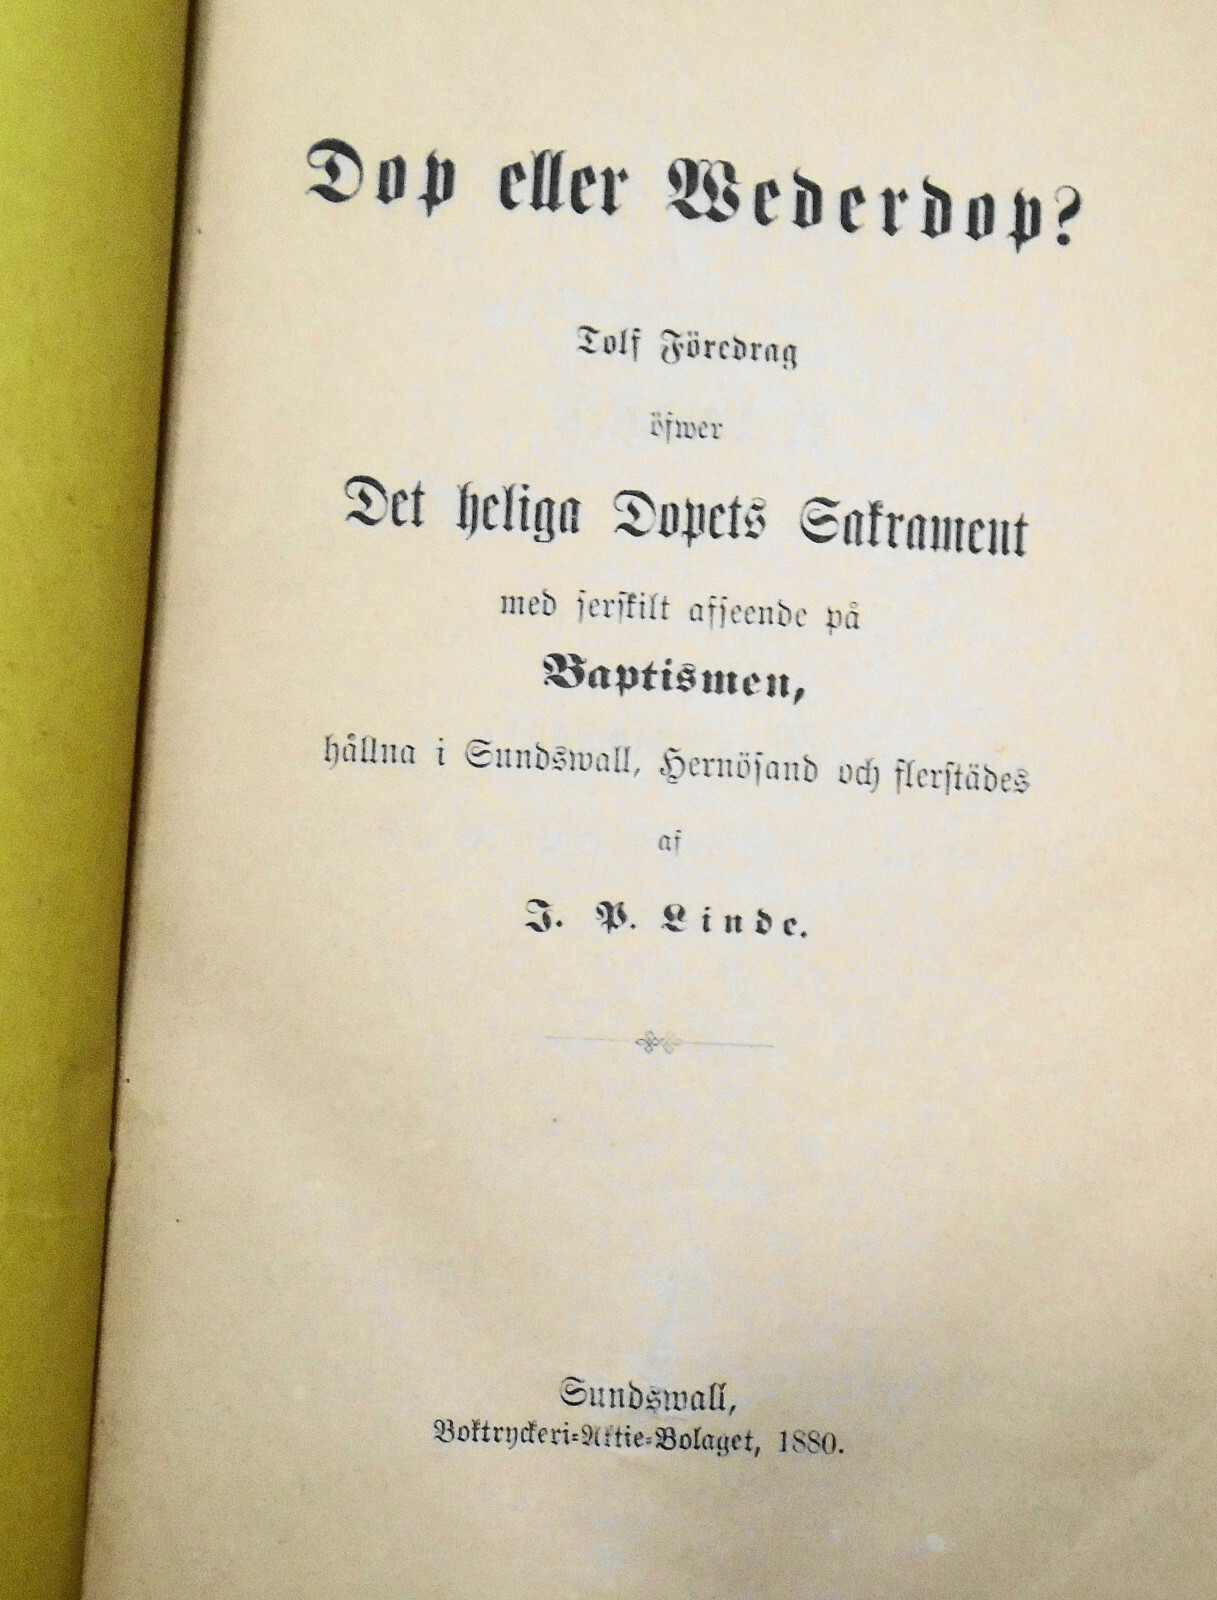 Dop eller Wederdop?
Tolf Föredrag
öfwer
Det heliga Dopets Sakrament
med serskilt afseende på
Baptismen,
hållna i Sundswall, Hernösand och flerstädes
af
J. P. Linde.
Sundswall,
Boktryckeri-Aktie-Bolaget, 1880.